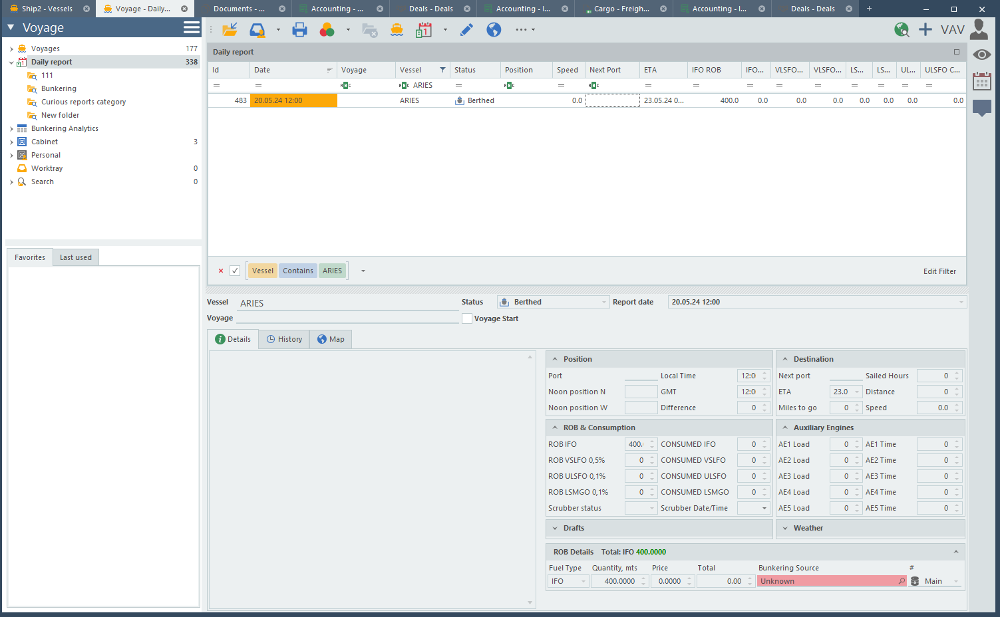 Ship2 - Vessels
Voyage - Daily...
Documents - ...
Accounting - ...
Deals - Deals
Accounting - I...
Cargo - Freigh...
Accounting - I...
Deals - Deals
Voyage
VAV
Voyages 177
Daily report 338
111
Bunkering
Curious reports category
New folder
Bunkering Analytics
Cabinet 3
Personal
Worktray 0
Search 0
Favorites
Last used
Daily report
Id Date Voyage Vessel Status Position Speed Next Port ETA IFO ROB IFO... VLSFO... VLSFO... LS... LS... UL... ULSFO C...
= = ABC ABC ARIES = ABC = ABC = = = = = = = = =
483 20.05.24 12:00 ARIES Berthed 0.0 23.05.24 0... 400.0 0.0 0.0 0.0 0.0 0.0 0.0 0.0
Vessel Contains ARIES
Edit Filter
Vessel ARIES Status Berthed Report date 20.05.24 12:00
Voyage Voyage Start
Details History Map
Position
Port Local Time 12:0
Noon position N GMT 12:0
Noon position W Difference 0
Destination
Next port Sailed Hours 0
ETA 23.0 Distance 0
Miles to go 0 Speed 0.0
ROB & Consumption
ROB IFO 400. CONSUMED IFO 0
ROB VSLFO 0,5% 0 CONSUMED VSLFO 0
ROB ULSFO 0,1% 0 CONSUMED ULSFO 0
ROB LSMGO 0,1% 0 CONSUMED LSMGO 0
Scrubber status Scrubber Date/Time
Auxiliary Engines
AE1 Load 0 AE1 Time 0
AE2 Load 0 AE2 Time 0
AE3 Load 0 AE3 Time 0
AE4 Load 0 AE4 Time 0
AE5 Load 0 AE5 Time 0
Drafts
Weather
ROB Details Total: IFO 400.0000
Fuel Type Quantity, mts Price Total Bunkering Source #
IFO 400.0000 0.0000 0.00 Unknown Main